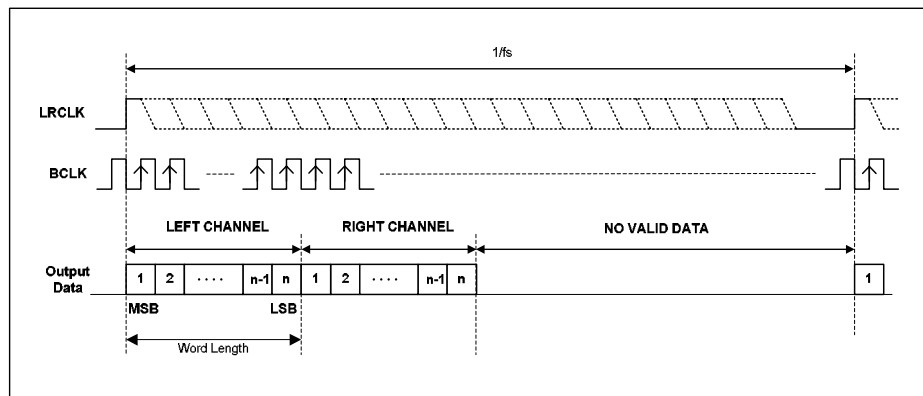 1/fs
LRCLK
BCLK
LEFT CHANNEL RIGHT CHANNEL NO VALID DATA
Output Data 1 2 .... n-1 n 1 2 .... n-1 n 1
MSB LSB
Word Length